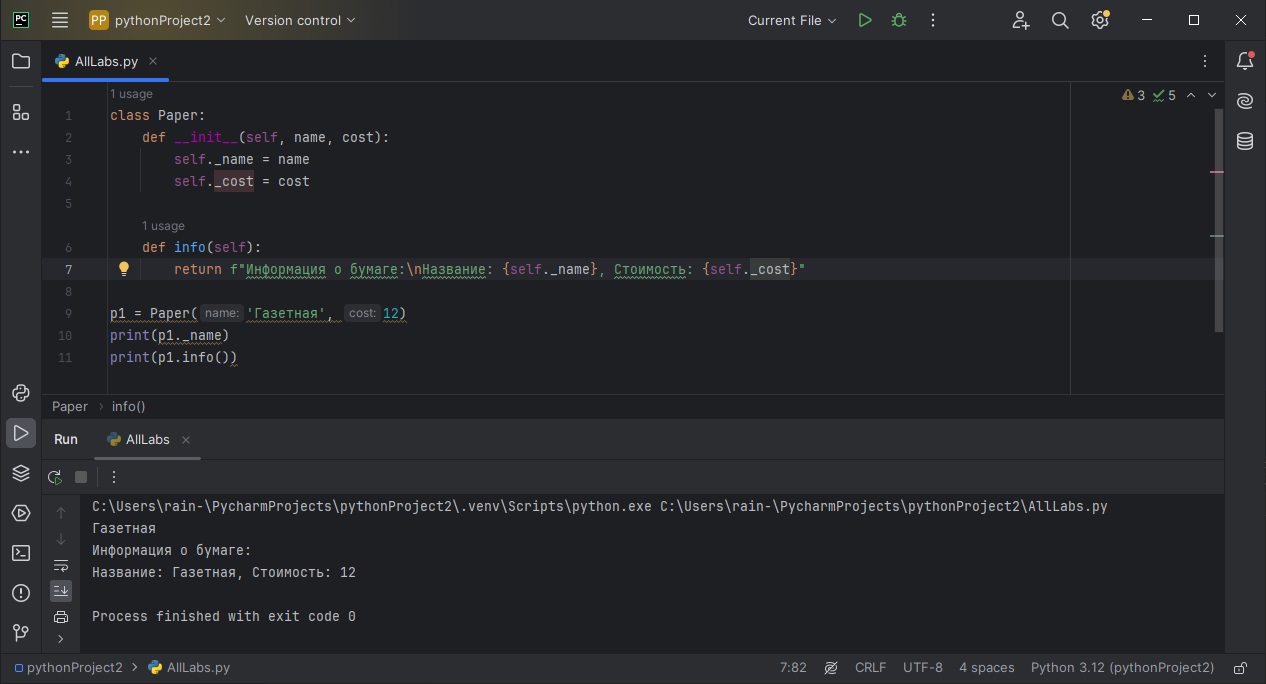 PC PP pythonProject2 Version control Current File
AllLabs.py
1 usage 3 5
1 class Paper:
2 def __init__(self, name, cost):
3 self._name = name
4 self._cost = cost
5
1 usage
6 def info(self):
7 return f"Информация о бумаге:\nНазвание: {self._name}, Стоимость: {self._cost}"
8
9 p1 = Paper( name: 'Газетная', cost: 12)
10 print(p1._name)
11 print(p1.info())
Paper info()
Run AllLabs
C:\Users\rain-\PycharmProjects\pythonProject2\.venv\Scripts\python.exe C:\Users\rain-\PycharmProjects\pythonProject2\AllLabs.py
Газетная
Информация о бумаге:
Название: Газетная, Стоимость: 12
Process finished with exit code 0
pythonProject2 AllLabs.py 7:82 CRLF UTF-8 4 spaces Python 3.12 (pythonProject2)